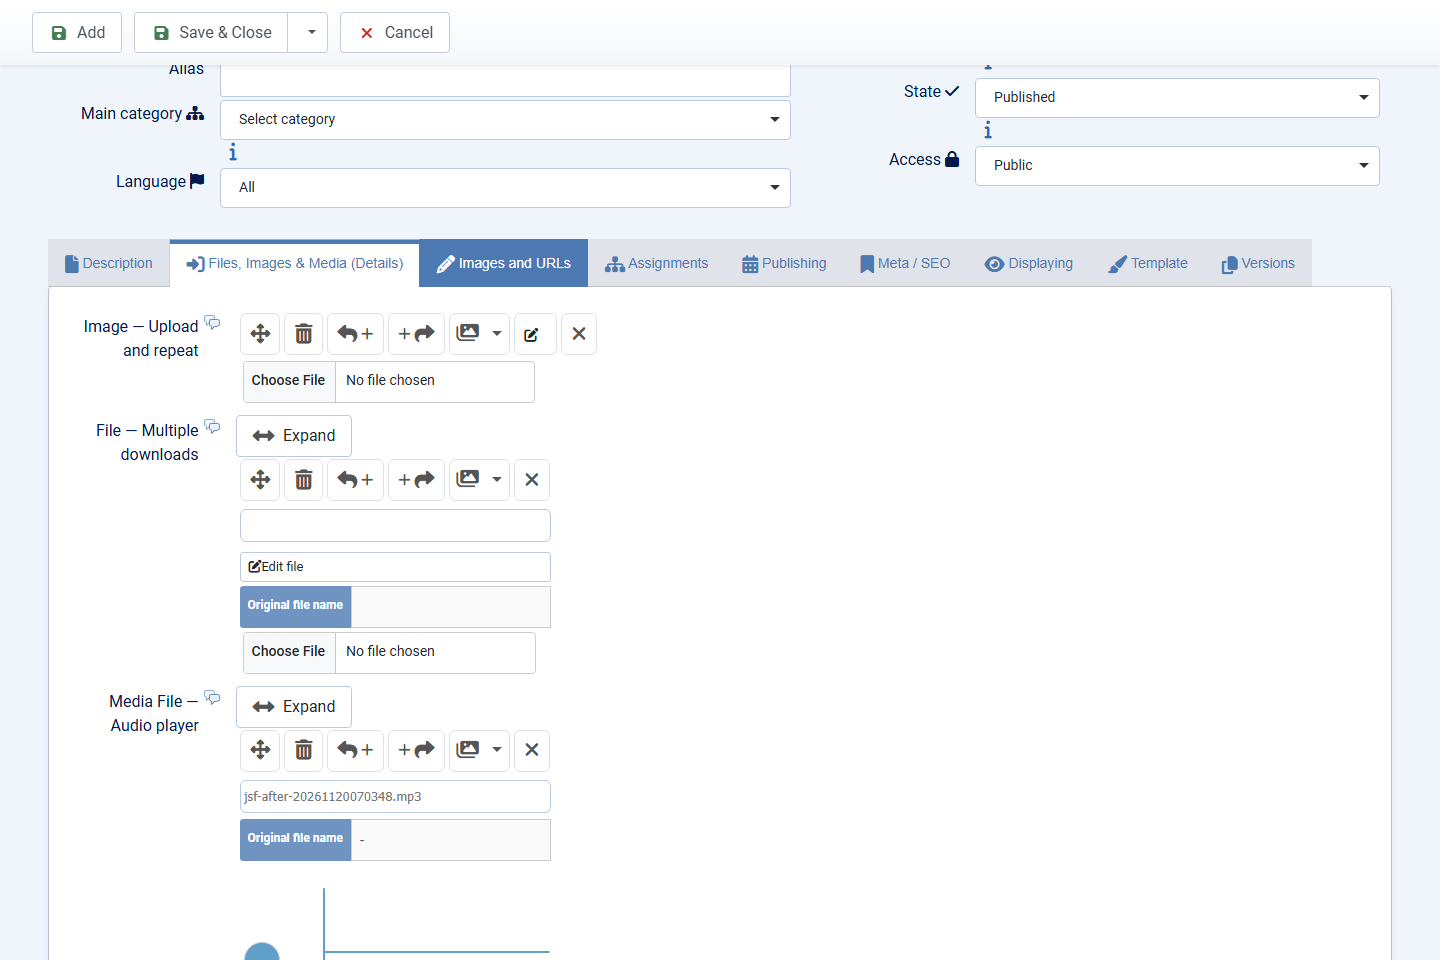 Add
Save & Close
Cancel
Alias
Main category
Select category
Language
All
State
Published
Access
Public
Description
Files, Images & Media (Details)
Images and URLs
Assignments
Publishing
Meta / SEO
Displaying
Template
Versions
Image — Upload
and repeat
Choose File No file chosen
File — Multiple
downloads
Expand
Edit file
Original file name
Choose File No file chosen
Media File —
Audio player
Expand
jsf-after-20261120070348.mp3
Original file name -